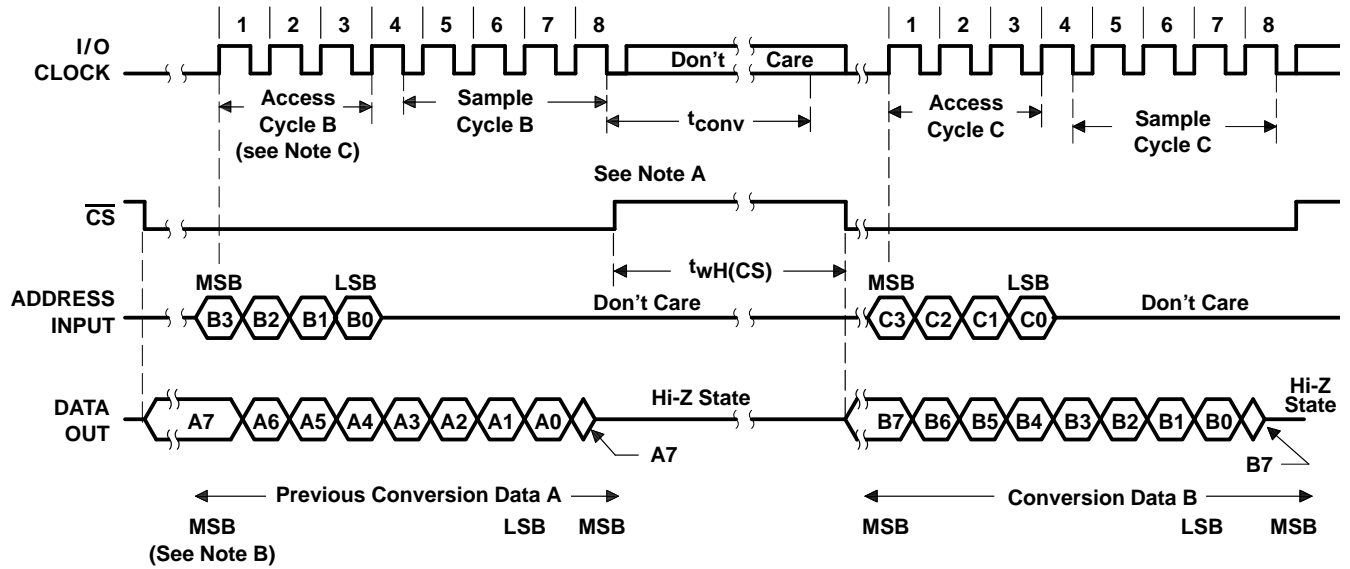 1 2 3 4 5 6 7 8 1 2 3 4 5 6 7 8
I/O
CLOCK
Don't Care
Access
Cycle B
(see Note C)
Sample
Cycle B
tconv
Access
Cycle C
Sample
Cycle C
See Note A
CS
twH(CS)
MSB LSB MSB LSB
ADDRESS
INPUT
B3 B2 B1 B0 Don't Care C3 C2 C1 C0 Don't Care
DATA
OUT
A7 A6 A5 A4 A3 A2 A1 A0 Hi-Z State B7 B6 B5 B4 B3 B2 B1 B0
Hi-Z
State
A7
B7
Previous Conversion Data A Conversion Data B
MSB LSB MSB MSB LSB MSB
(See Note B)